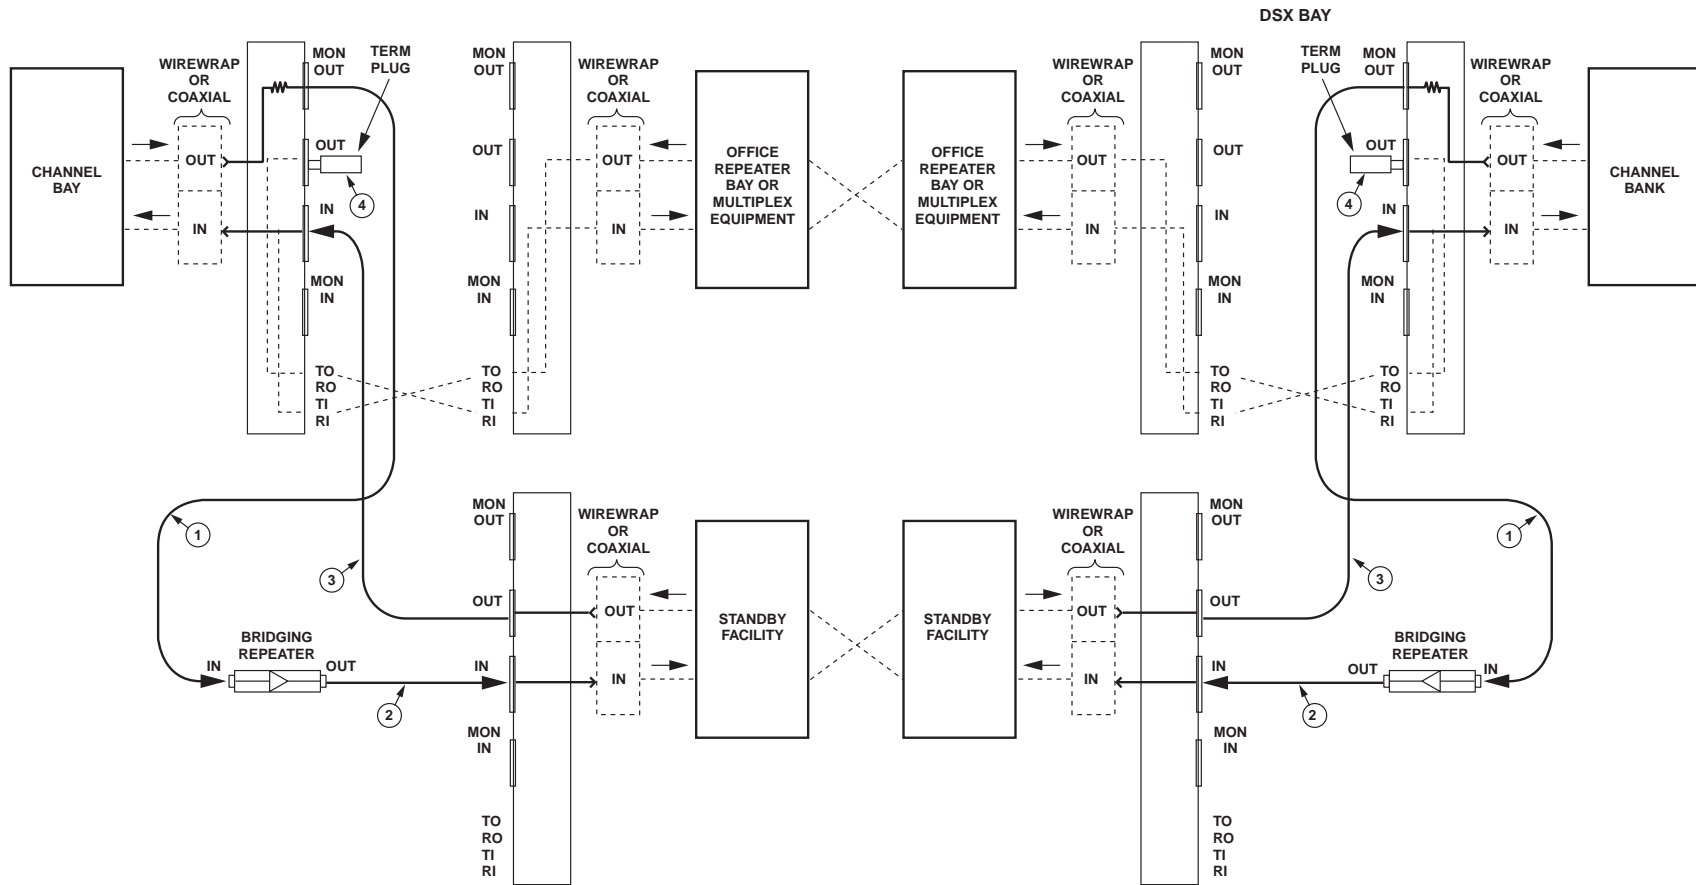 DSX BAY
WIREWRAP
OR
COAXIAL
MON
OUT
TERM
PLUG
MON
OUT
WIREWRAP
OR
COAXIAL
WIREWRAP
OR
COAXIAL
MON
OUT
TERM
PLUG
MON
OUT
WIREWRAP
OR
COAXIAL
CHANNEL
BAY
OUT
IN
OUT
4
IN
MON
IN
TO
RO
TI
RI
OUT
IN
MON
IN
TO
RO
TI
RI
OUT
IN
OFFICE
REPEATER
BAY OR
MULTIPLEX
EQUIPMENT
OFFICE
REPEATER
BAY OR
MULTIPLEX
EQUIPMENT
OUT
IN
OUT
IN
MON
IN
TO
RO
TI
RI
OUT
4
IN
MON
IN
TO
RO
TI
RI
OUT
IN
CHANNEL
BANK
1
3
MON
OUT
WIREWRAP
OR
COAXIAL
WIREWRAP
OR
COAXIAL
MON
OUT
1
3
OUT
OUT
STANDBY
FACILITY
STANDBY
FACILITY
OUT
OUT
BRIDGING
REPEATER
IN
OUT
2
IN
IN
MON
IN
TO
RO
TI
RI
IN
IN
MON
IN
TO
RO
TI
RI
BRIDGING
REPEATER
OUT
IN
2